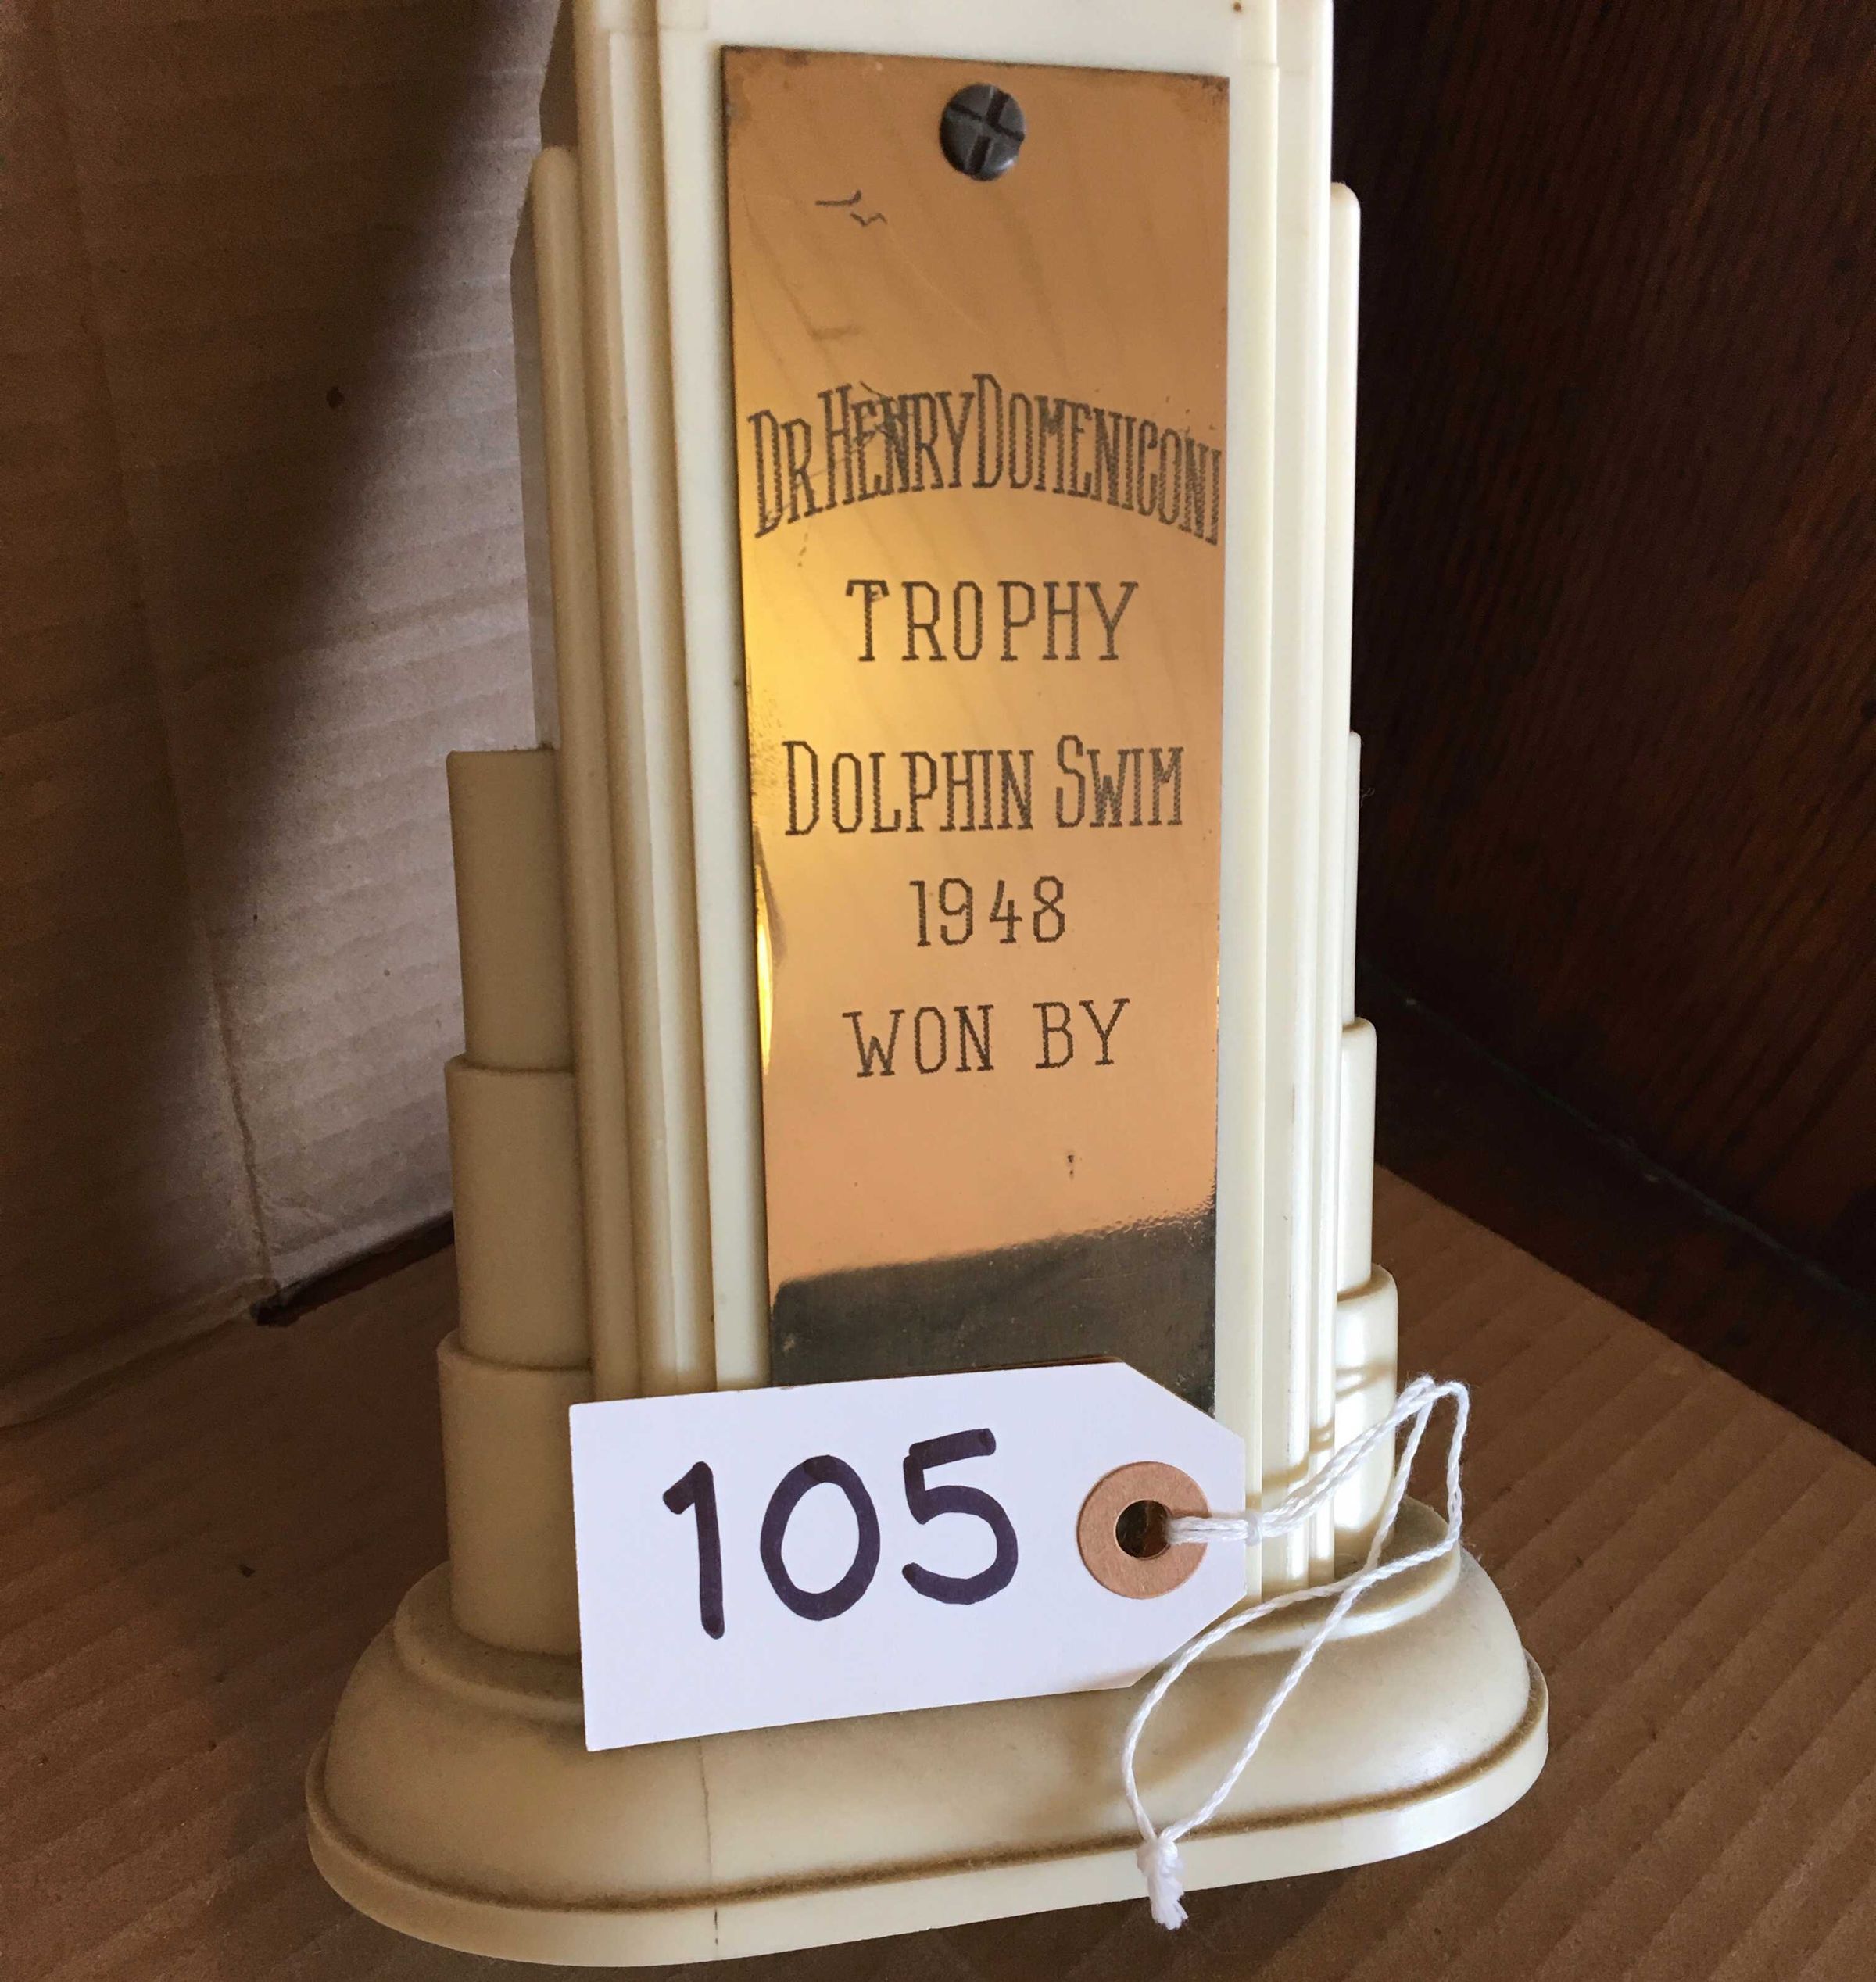 DR HENRY DOMENICONI
TROPHY
DOLPHIN SWIM
1948
WON BY
105